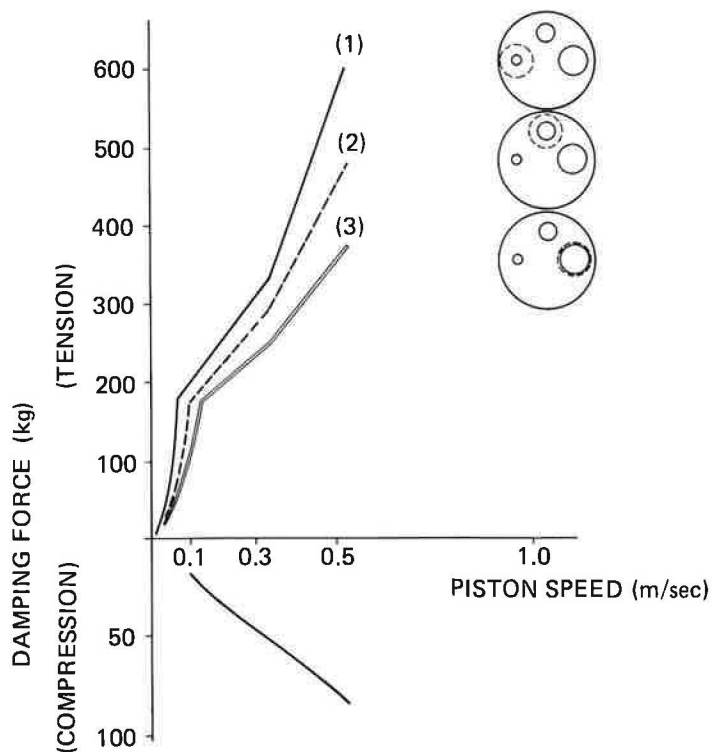 600
500
400
300
200
100
(1)
(2)
(3)
DAMPING FORCE (kg)
(TENSION)
0.1 0.3 0.5 1.0
PISTON SPEED (m/sec)
(COMPRESSION)
50
100